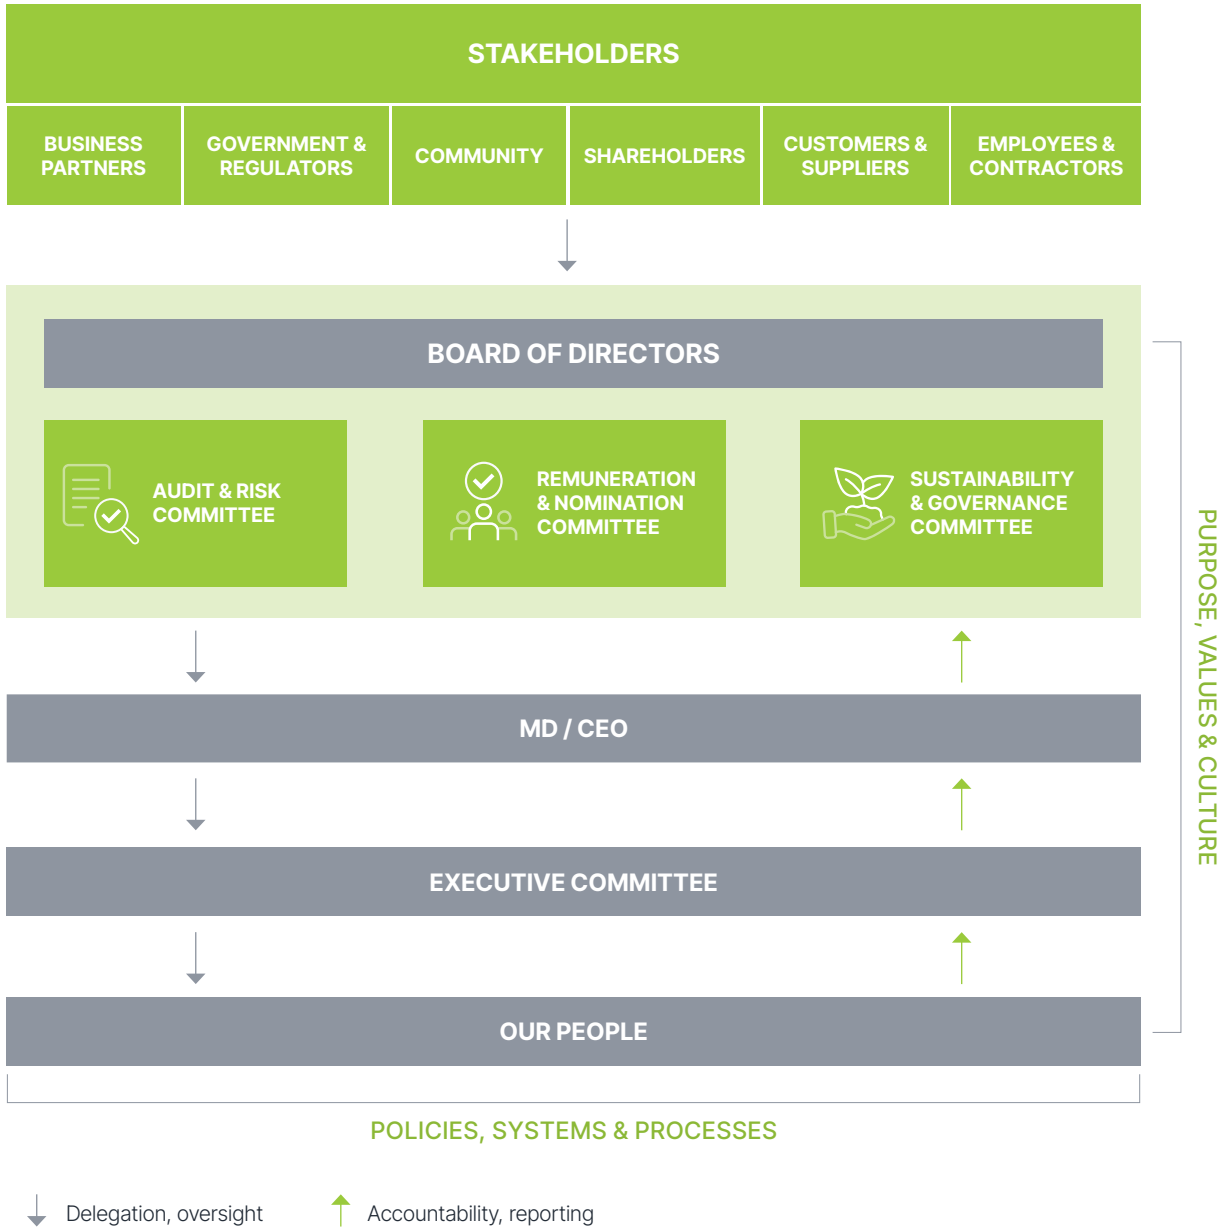 STAKEHOLDERS
BUSINESS
PARTNERS
GOVERNMENT &
REGULATORS
COMMUNITY
SHAREHOLDERS
CUSTOMERS &
SUPPLIERS
EMPLOYEES &
CONTRACTORS
BOARD OF DIRECTORS
AUDIT & RISK
COMMITTEE
REMUNERATION
& NOMINATION
COMMITTEE
SUSTAINABILITY
& GOVERNANCE
COMMITTEE
MD / CEO
EXECUTIVE COMMITTEE
OUR PEOPLE
PURPOSE, VALUES & CULTURE
POLICIES, SYSTEMS & PROCESSES
Delegation, oversight
Accountability, reporting